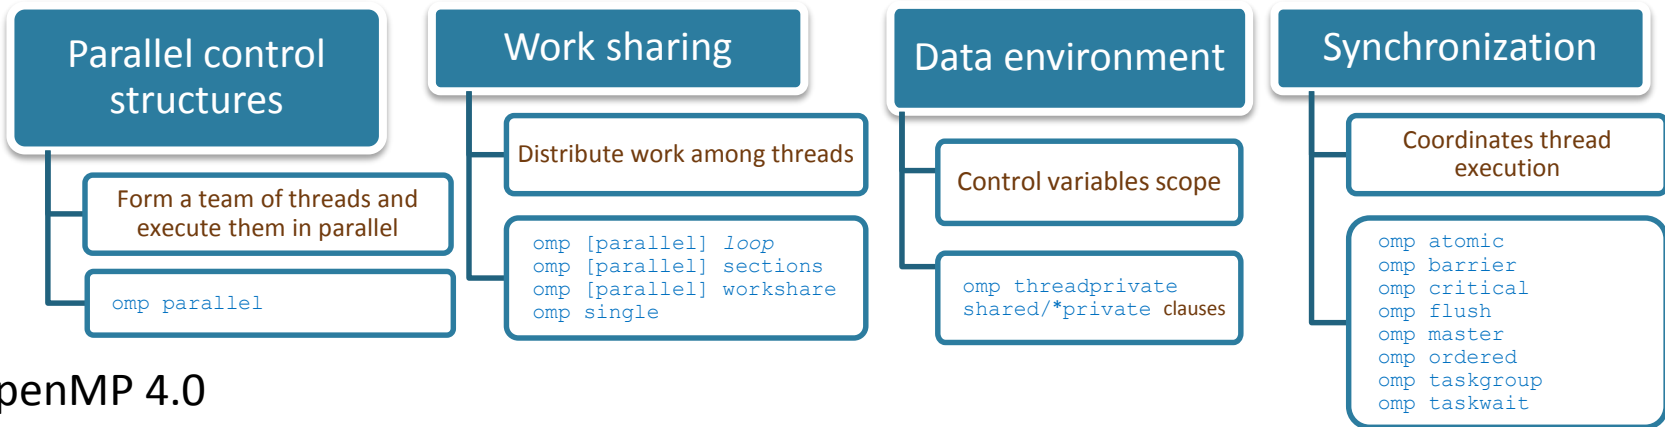 Parallel control
structures
Form a team of threads and
execute them in parallel
omp parallel
Work sharing
Distribute work among threads
omp [parallel] loop
omp [parallel] sections
omp [parallel] workshare
omp single
Data environment
Control variables scope
omp threadprivate
shared/*private clauses
Synchronization
Coordinates thread
execution
omp atomic
omp barrier
omp critical
omp flush
omp master
omp ordered
omp taskgroup
omp taskwait
penMP 4.0